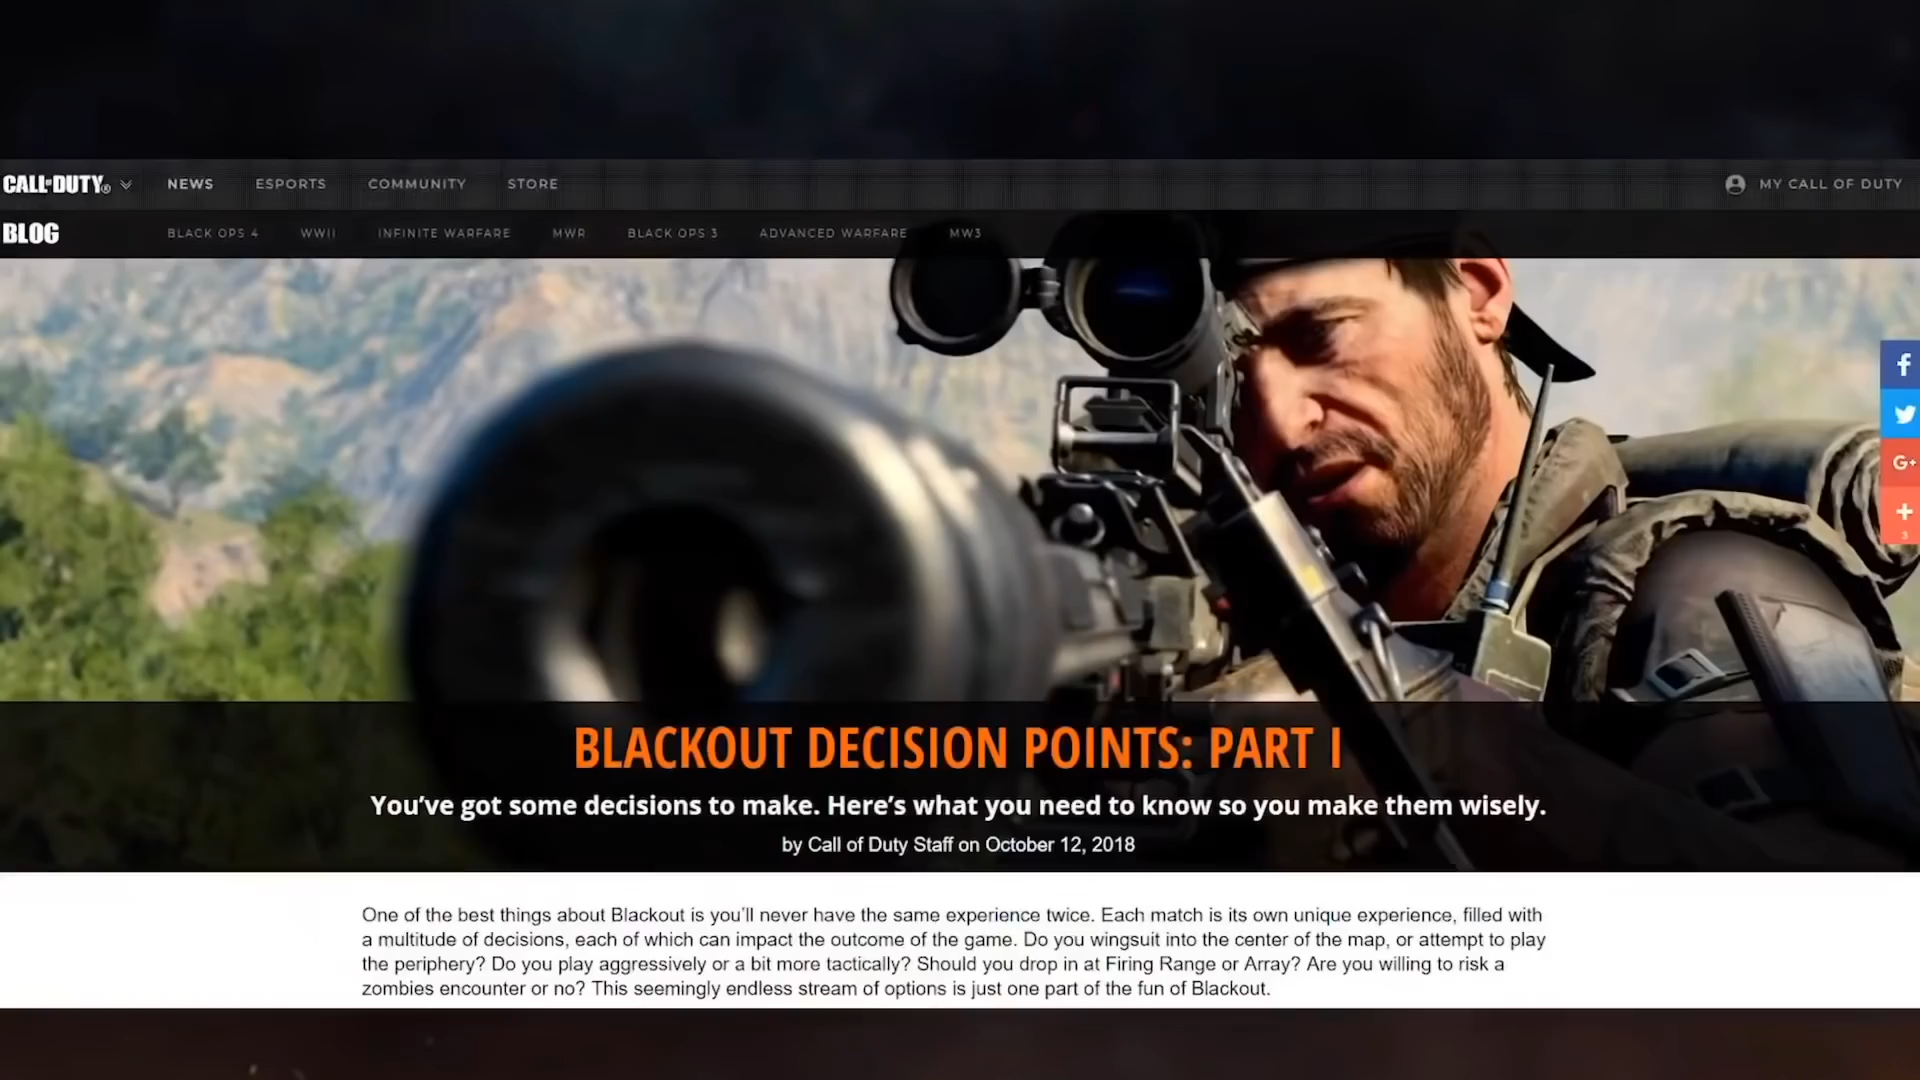 CALL OF DUTY® NEWS ESPORTS COMMUNITY STORE MY CALL OF DUTY
BLOG BLACK OPS 4 WWII INFINITE WARFARE MWR BLACK OPS 3 ADVANCED WARFARE MW3
f
G+
+
3
BLACKOUT DECISION POINTS: PART I
You’ve got some decisions to make. Here’s what you need to know so you make them wisely.
by Call of Duty Staff on October 12, 2018
One of the best things about Blackout is you’ll never have the same experience twice. Each match is its own unique experience, filled with
a multitude of decisions, each of which can impact the outcome of the game. Do you wingsuit into the center of the map, or attempt to play
the periphery? Do you play aggressively or a bit more tactically? Should you drop in at Firing Range or Array? Are you willing to risk a
zombies encounter or no? This seemingly endless stream of options is just one part of the fun of Blackout.